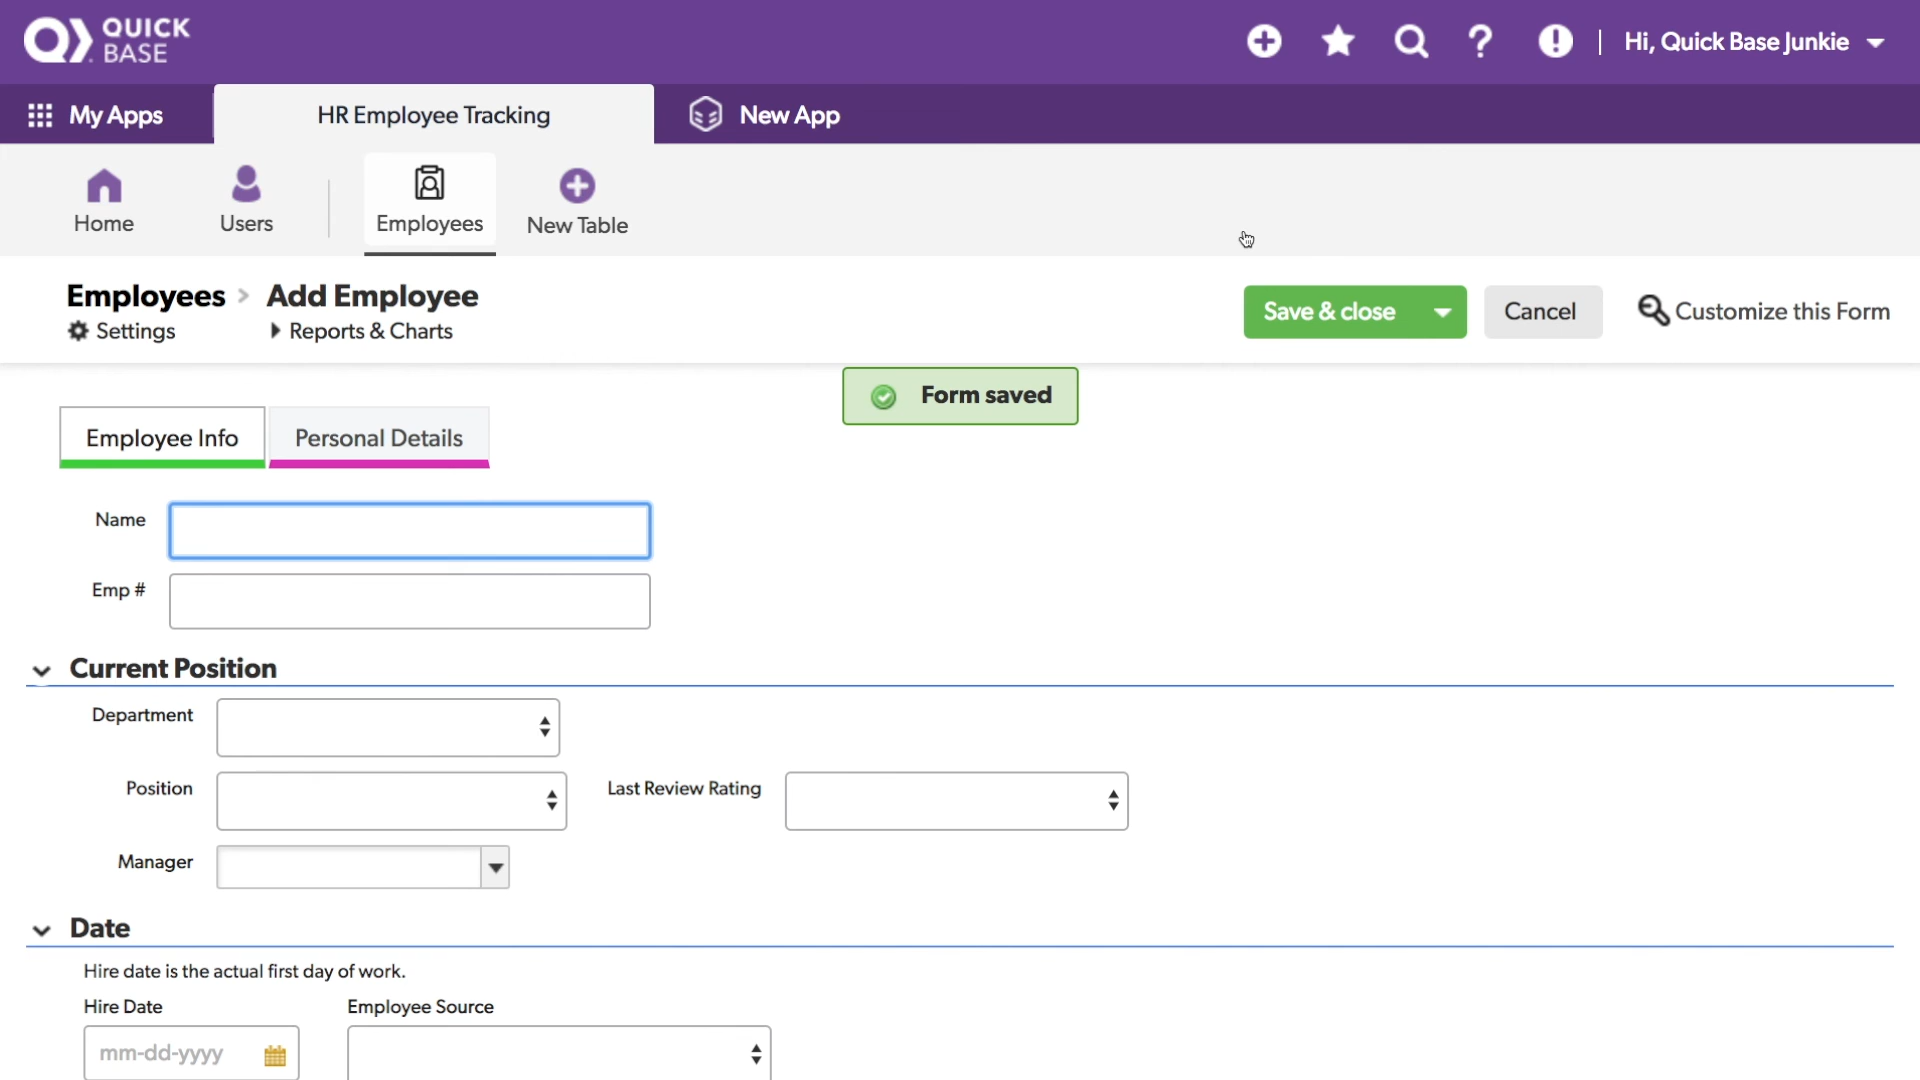 QUICK
BASE
Hi, Quick Base Junkie
My Apps
HR Employee Tracking
New App
Home
Users
Employees
New Table
Employees > Add Employee
Settings
Reports & Charts
Save & close
Cancel
Customize this Form
Form saved
Employee Info
Personal Details
Name
Emp #
Current Position
Department
Position
Last Review Rating
Manager
Date
Hire date is the actual first day of work.
Hire Date
Employee Source
mm-dd-yyyy